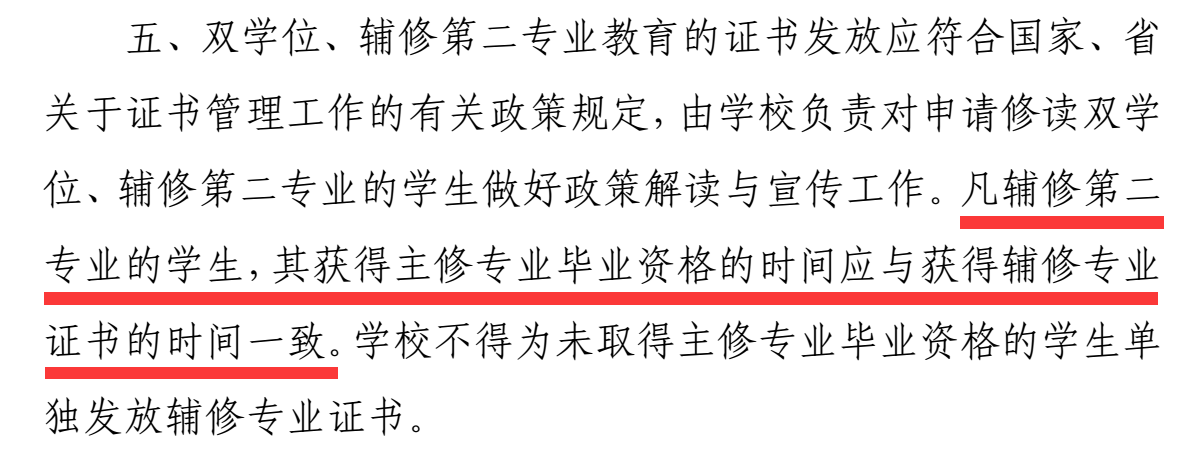 五、双学位、辅修第二专业教育的证书发放应符合国家、省
关于证书管理工作的有关政策规定，由学校负责对申请修读双学
位、辅修第二专业的学生做好政策解读与宣传工作。凡辅修第二
专业的学生，其获得主修专业毕业资格的时间应与获得辅修专业
证书的时间一致。学校不得为未取得主修专业毕业资格的学生单
独发放辅修专业证书。